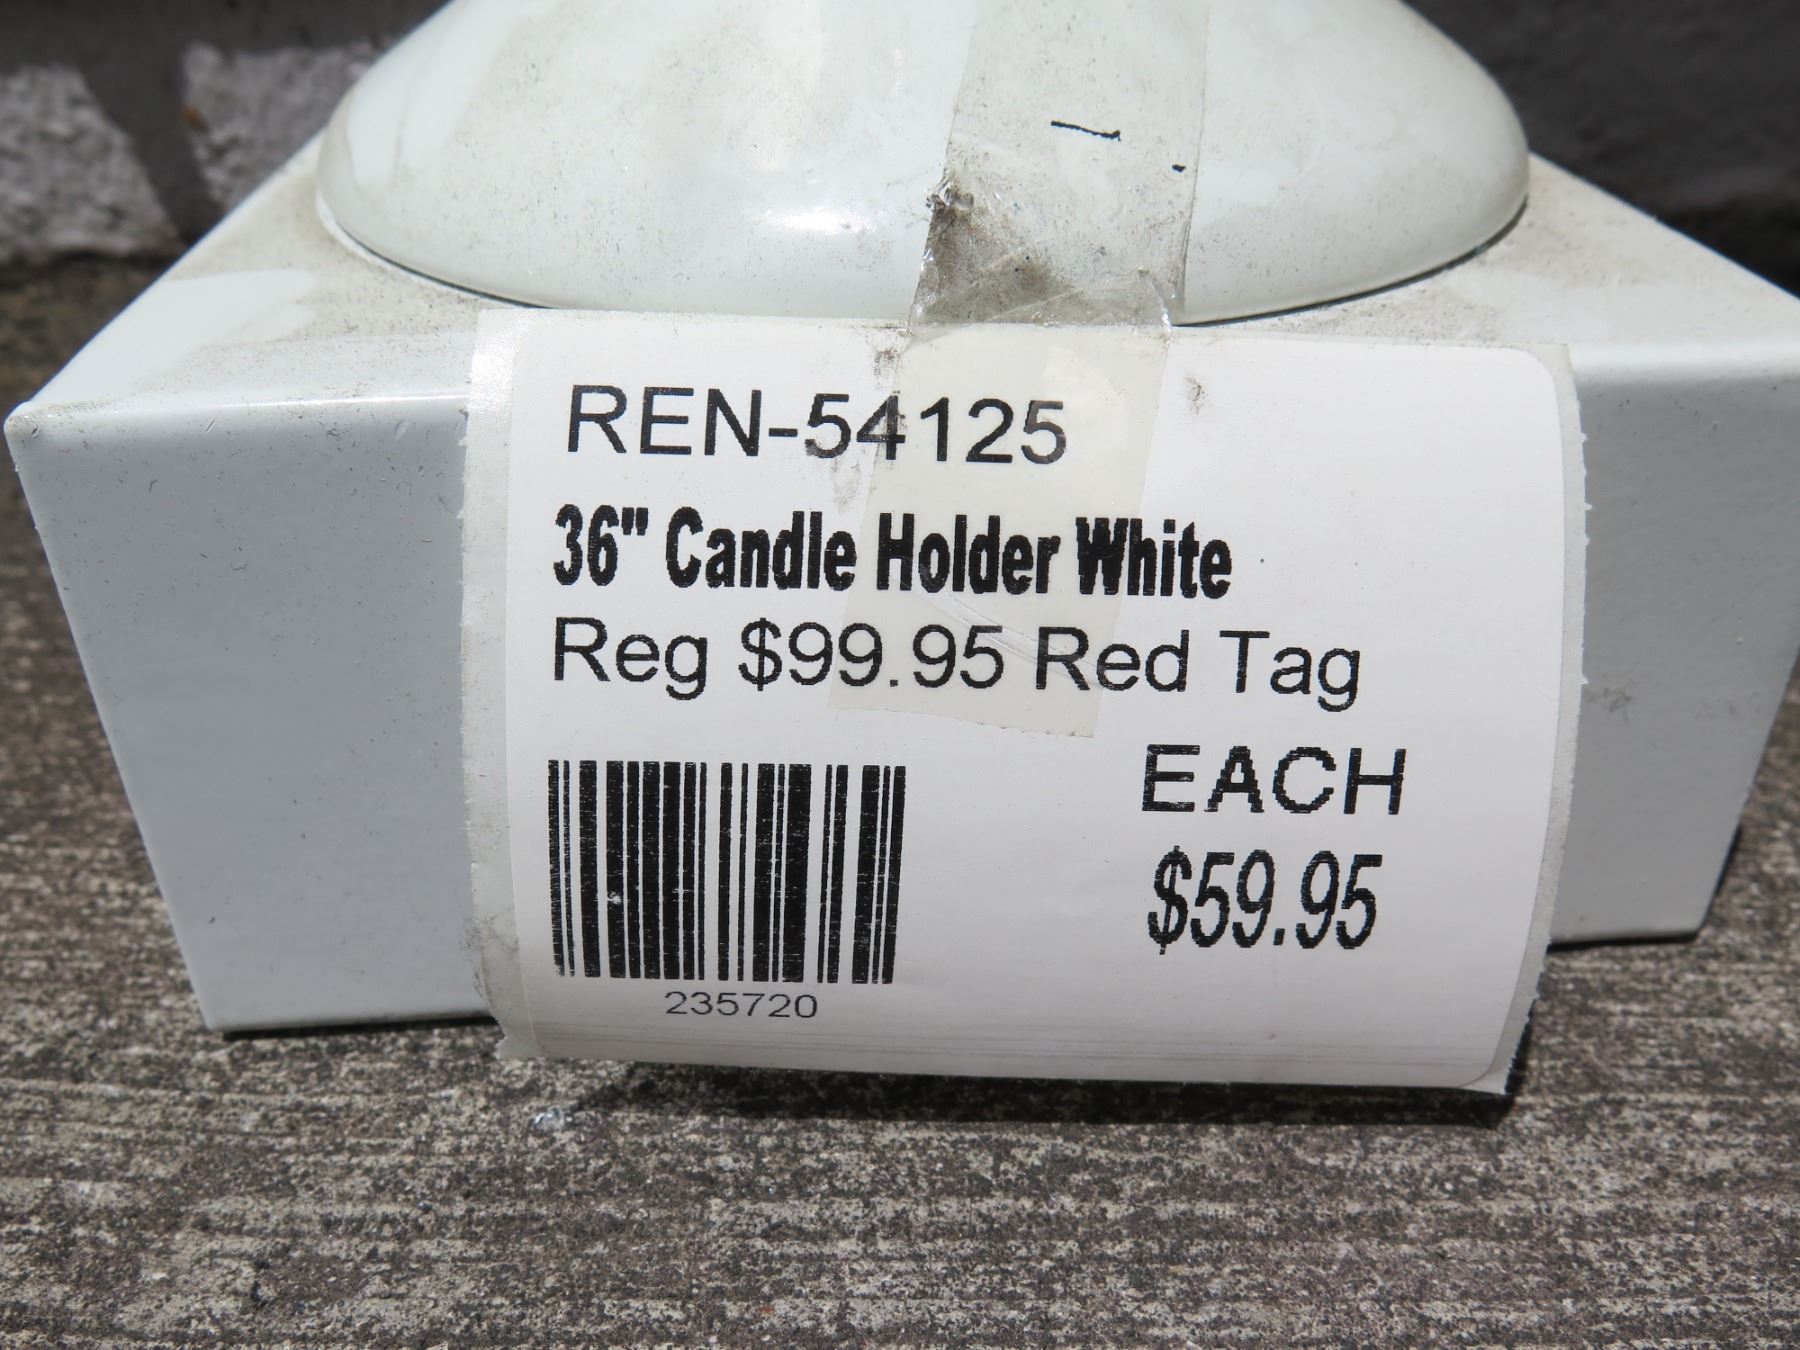 REN-54125
36" Candle Holder White
Reg $99.95 Red Tag
EACH
$59.95
235720